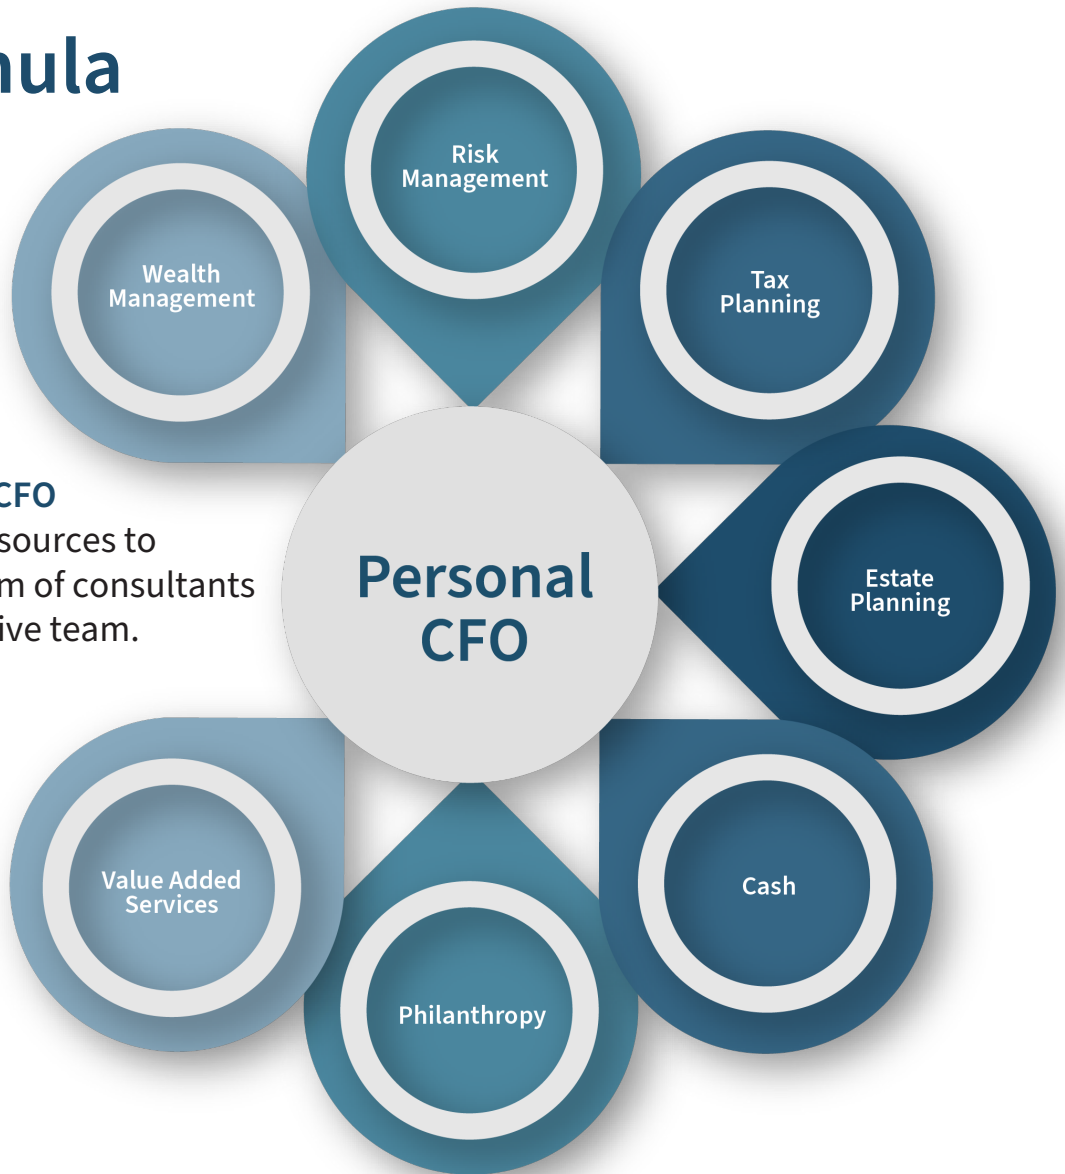 nula
Risk
Management
Wealth
Management
Tax
Planning
CFO
sources to
m of consultants
ive team.
Personal
CFO
Estate
Planning
Value Added
Services
Cash
Philanthropy